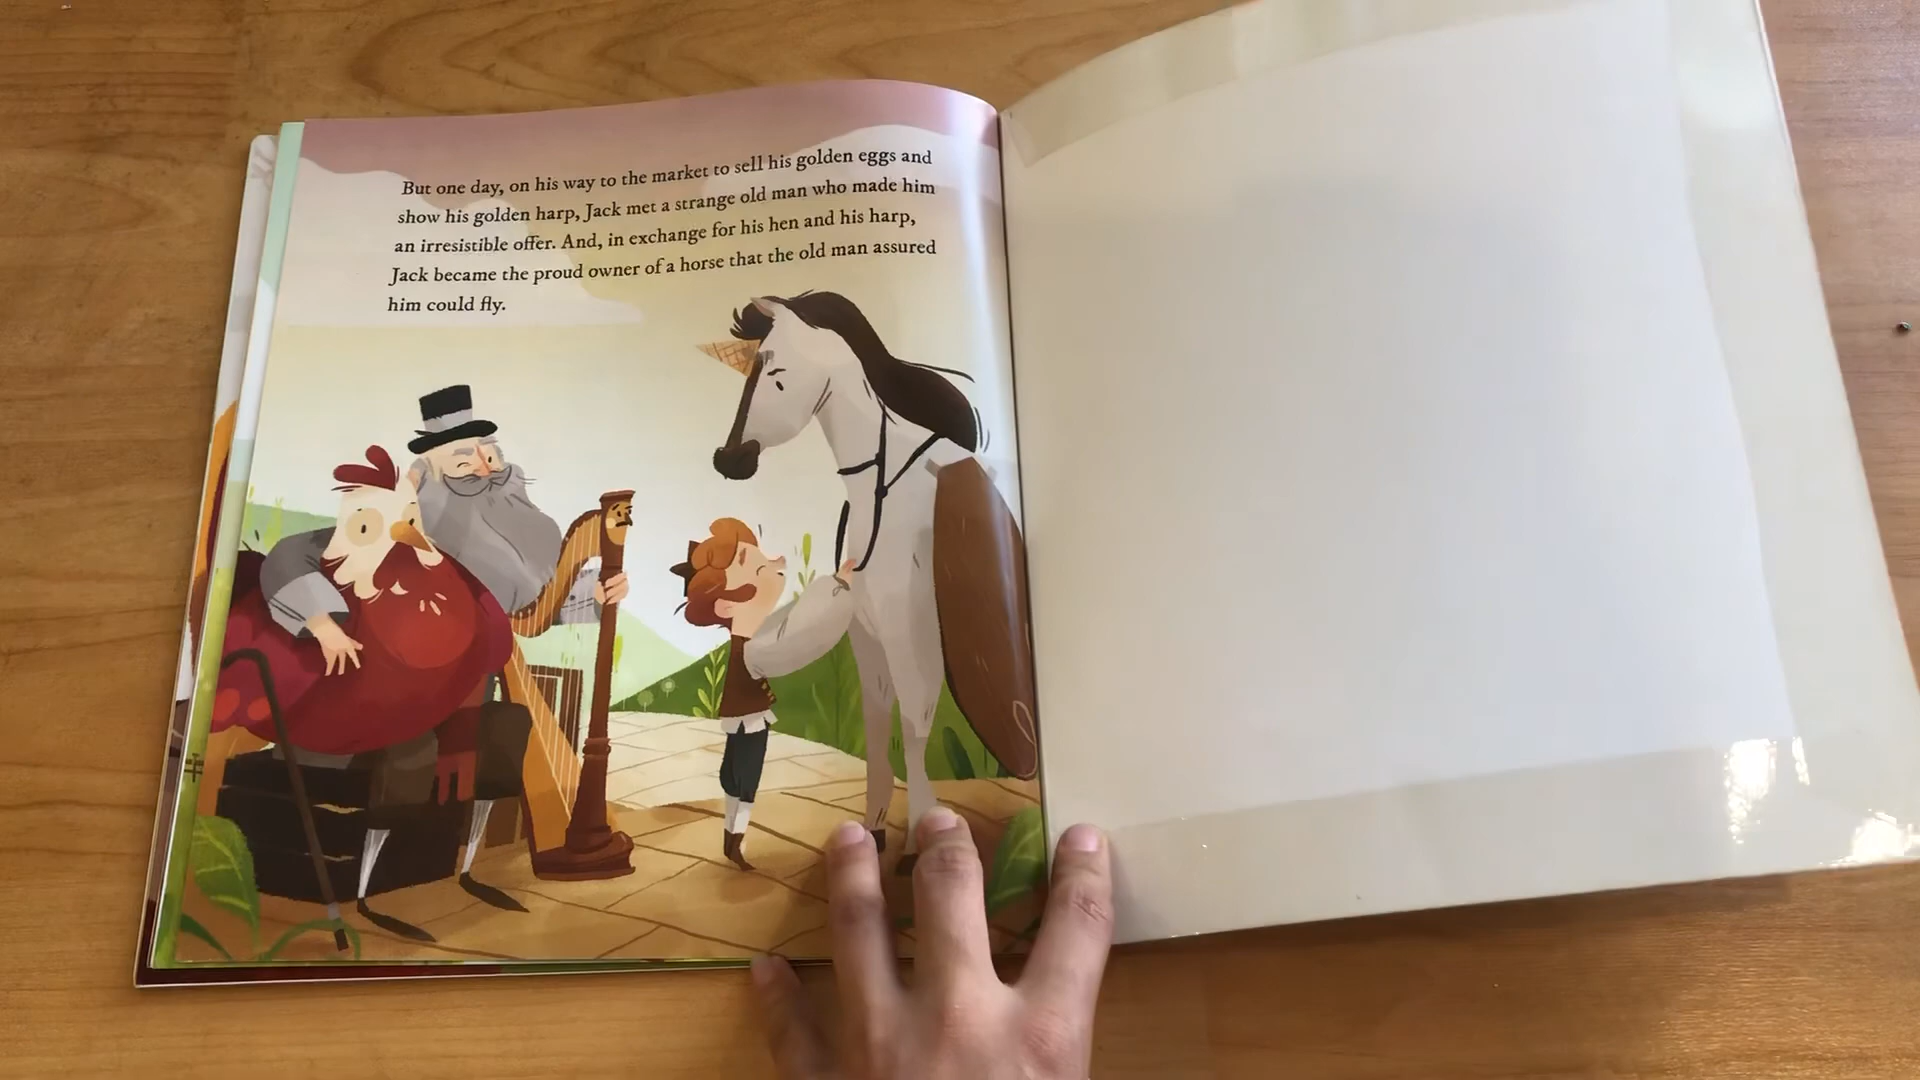 But one day, on his way to the market to sell his golden eggs and
show his golden harp, Jack met a strange old man who made him
an irresistible offer. And, in exchange for his hen and his harp,
Jack became the proud owner of a horse that the old man assured
him could fly.